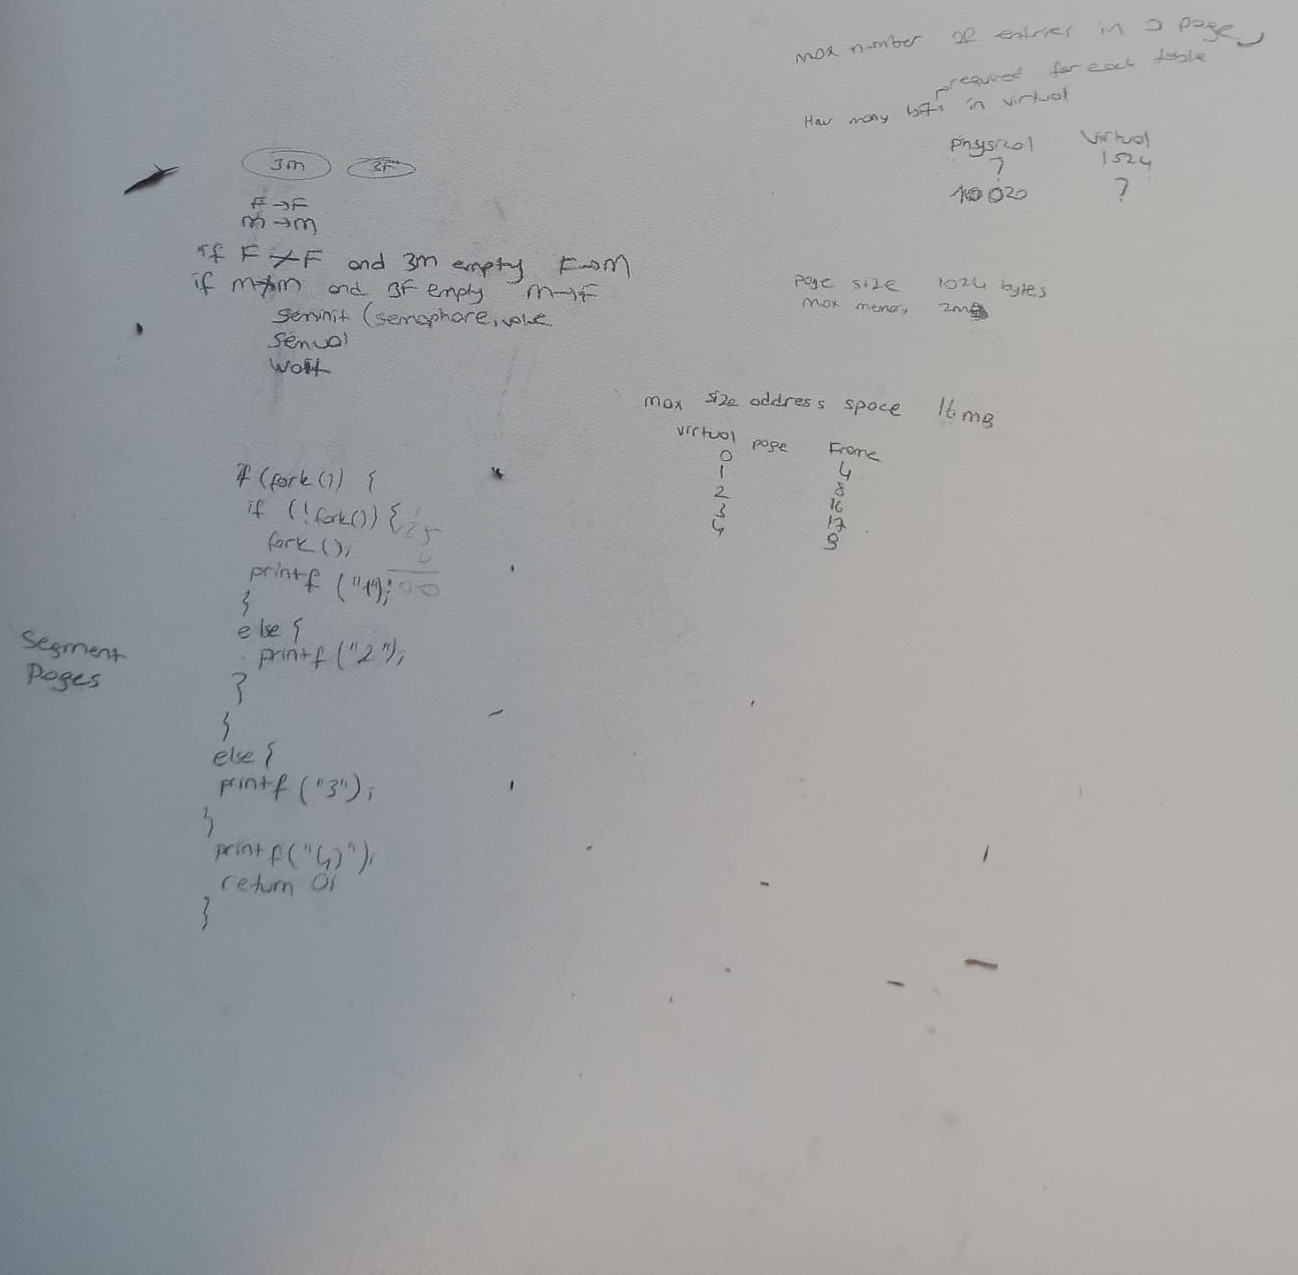 max number of entries in a page
required for each table
How many bits in virtual
physical virtual
? 1524
10020 ?
3m 3F
F→F
m→m
if F↛F and 3m empty F→M
if m↛m and 3F empty m→F
seminit (semaphore, value
semval
wait
page size 1024 bytes
max memory 2mB
max size address space 16mB
virtual page Frame
0 4
1 8
2 16
3 17
4 9
if (fork()) {
if (!fork()) {
fork();
printf ("1");
}
else {
printf ("2");
}
}
else {
printf ("3");
}
printf("4");
return 0;
}
Segment
Pages